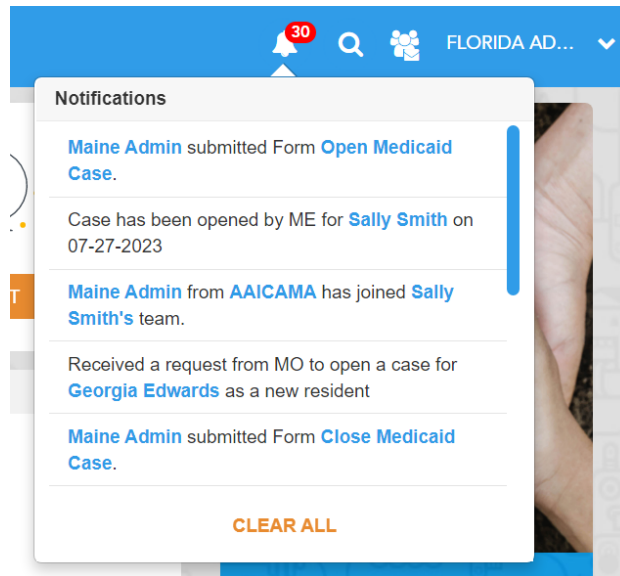 30
FLORIDA AD...
Notifications
Maine Admin submitted Form Open Medicaid
Case.
Case has been opened by ME for Sally Smith on
07-27-2023
Maine Admin from AAICAMA has joined Sally
Smith's team.
Received a request from MO to open a case for
Georgia Edwards as a new resident
Maine Admin submitted Form Close Medicaid
Case.
CLEAR ALL
T